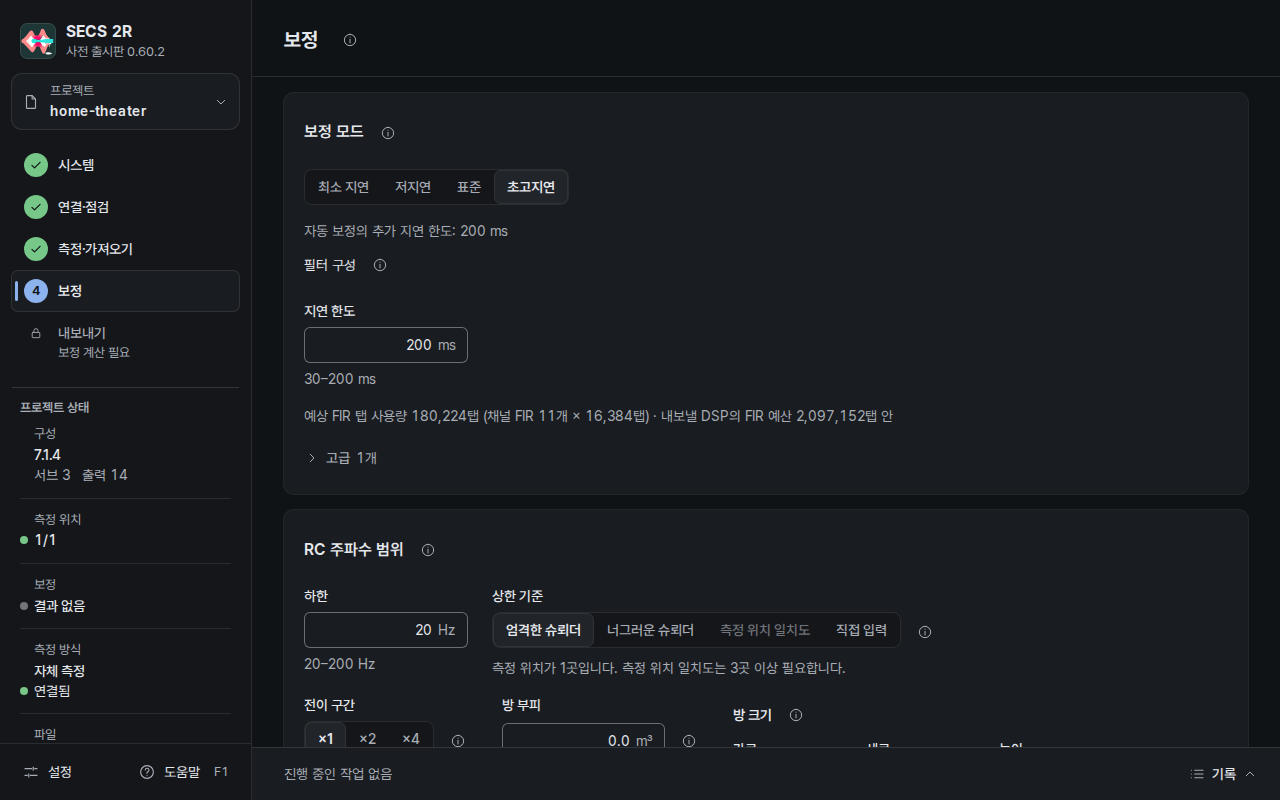 SECS 2R
사전 출시판 0.60.2
프로젝트
home-theater
시스템
연결·점검
측정·가져오기
4 보정
내보내기
보정 계산 필요
프로젝트 상태
구성
7.1.4
서브 3 출력 14
측정 위치
1/1
보정
결과 없음
측정 방식
자체 측정
연결됨
파일
설정
도움말 F1
보정
보정 모드
최소 지연 저지연 표준 초고지연
자동 보정의 추가 지연 한도: 200 ms
필터 구성
지연 한도
200 ms
30–200 ms
예상 FIR 탭 사용량 180,224탭 (채널 FIR 11개 × 16,384탭) · 내보낼 DSP의 FIR 예산 2,097,152탭 안
고급 1개
RC 주파수 범위
하한
20 Hz
20–200 Hz
상한 기준
엄격한 슈뢰더 너그러운 슈뢰더 측정 위치 일치도 직접 입력
측정 위치가 1곳입니다. 측정 위치 일치도는 3곳 이상 필요합니다.
전이 구간
×1 ×2 ×4
방 부피
0.0 m³
방 크기
진행 중인 작업 없음
기록